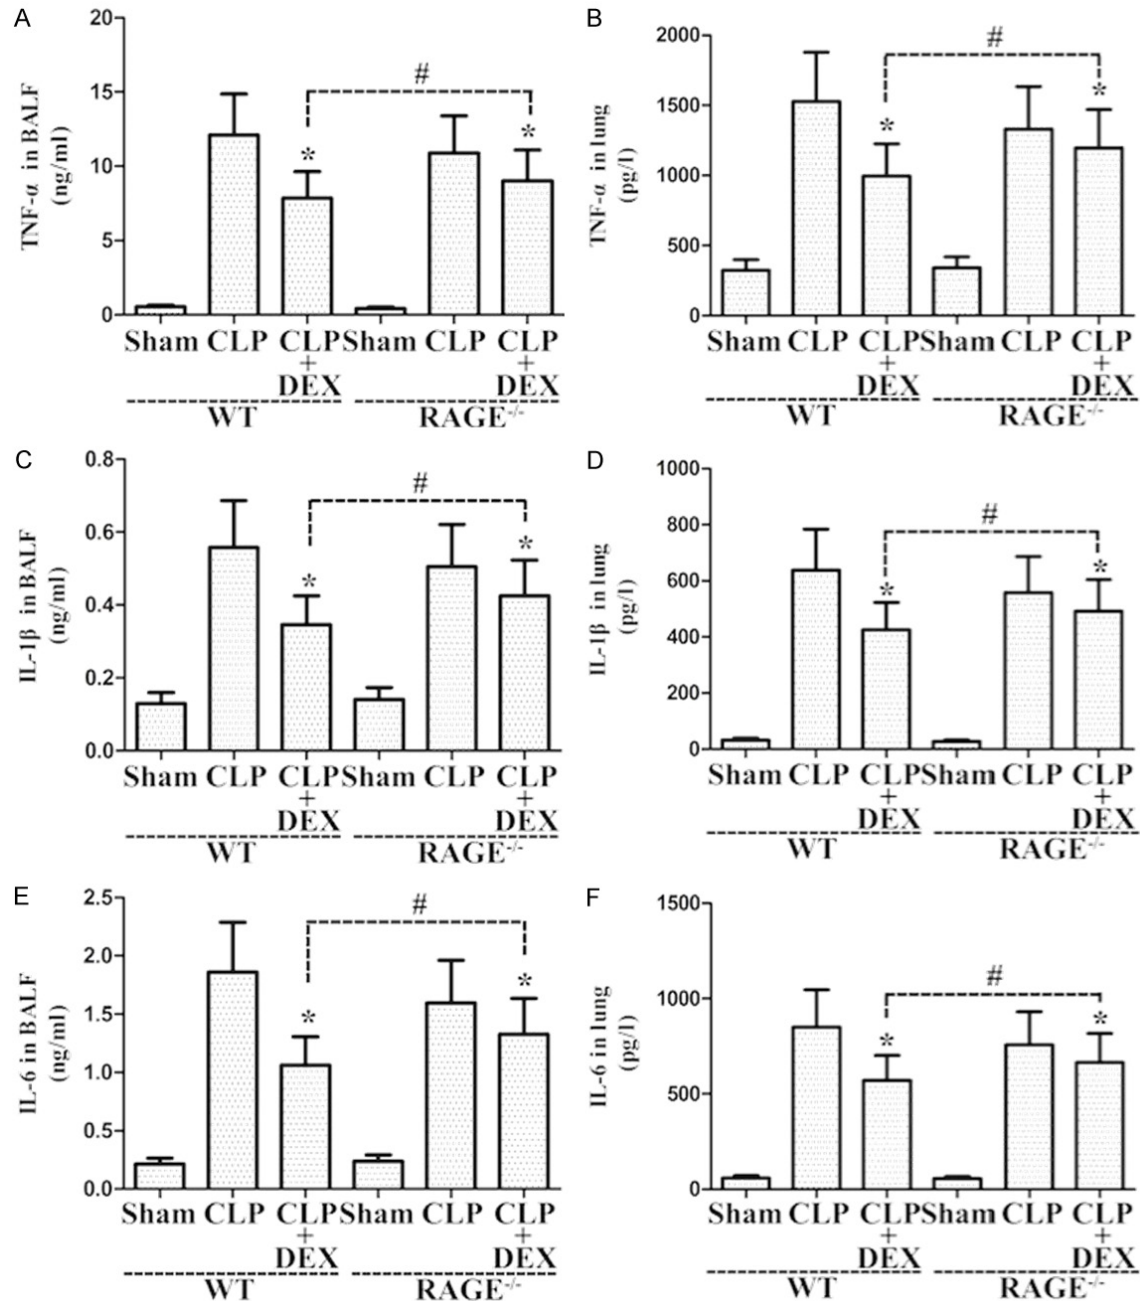 A
TNF-α in BALF
(ng/ml)
20
15
10
5
0
#
*
*
Sham CLP CLP Sham CLP CLP
+ +
DEX DEX
WT RAGE-/-
B
TNF-α in lung
(pg/l)
2000
1500
1000
500
0
#
*
*
Sham CLP CLP Sham CLP CLP
+ +
DEX DEX
WT RAGE-/-
C
IL-1β in BALF
(ng/ml)
0.8
0.6
0.4
0.2
0.0
#
*
*
Sham CLP CLP Sham CLP CLP
+ +
DEX DEX
WT RAGE-/-
D
IL-1β in lung
(pg/l)
1000
800
600
400
200
0
#
*
*
Sham CLP CLP Sham CLP CLP
+ +
DEX DEX
WT RAGE-/-
E
IL-6 in BALF
(ng/ml)
2.5
2.0
1.5
1.0
0.5
0.0
#
*
*
Sham CLP CLP Sham CLP CLP
+ +
DEX DEX
WT RAGE-/-
F
IL-6 in lung
(pg/l)
1500
1000
500
0
#
*
*
Sham CLP CLP Sham CLP CLP
+ +
DEX DEX
WT RAGE-/-